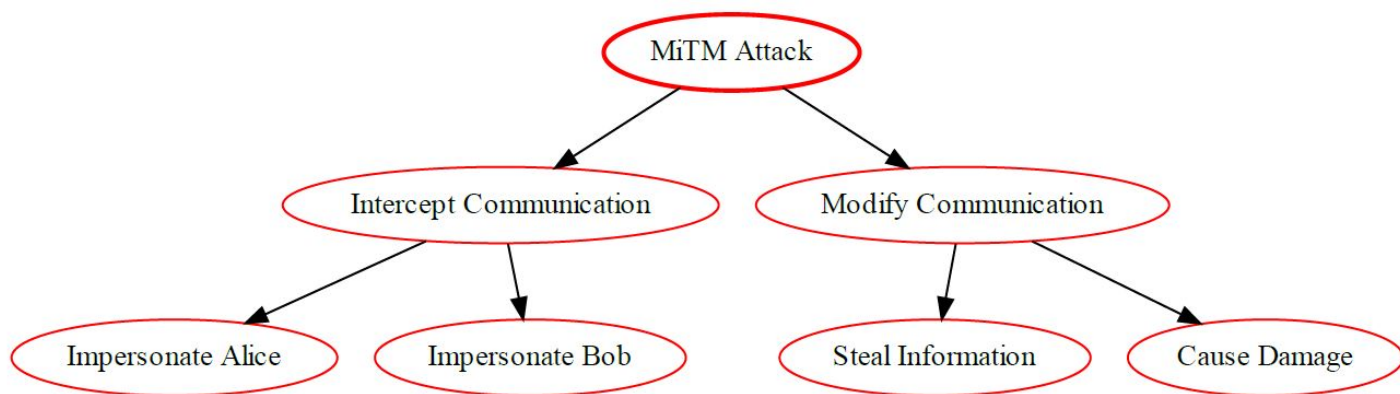 MiTM Attack
Intercept Communication
Modify Communication
Impersonate Alice
Impersonate Bob
Steal Information
Cause Damage